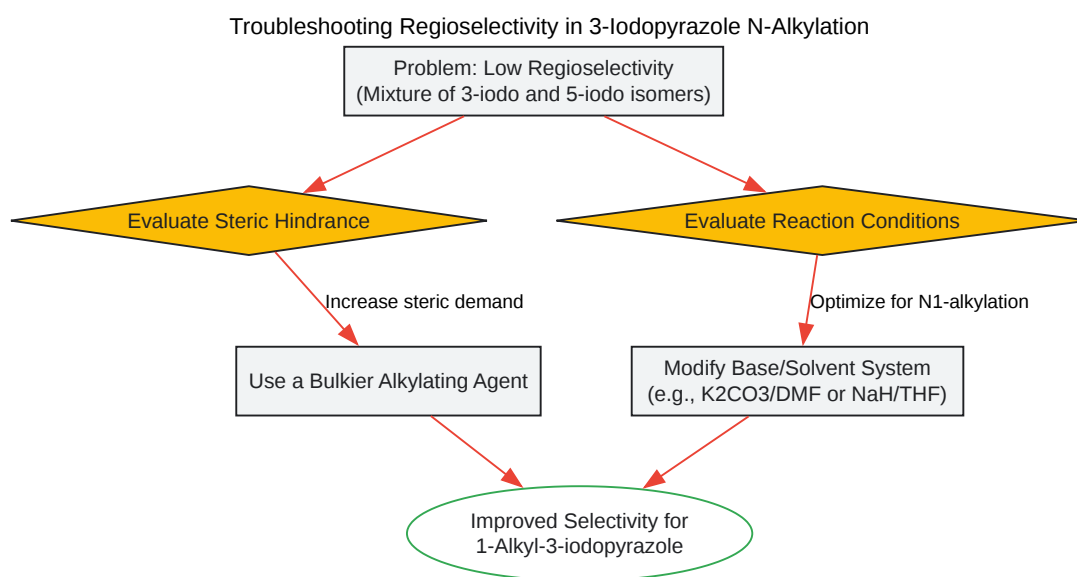 Troubleshooting Regioselectivity in 3-Iodopyrazole N-Alkylation
Problem: Low Regioselectivity
(Mixture of 3-iodo and 5-iodo isomers)
Evaluate Steric Hindrance
Evaluate Reaction Conditions
Increase steric demand
Optimize for N1-alkylation
Use a Bulkier Alkylating Agent
Modify Base/Solvent System
(e.g., K2CO3/DMF or NaH/THF)
Improved Selectivity for
1-Alkyl-3-iodopyrazole